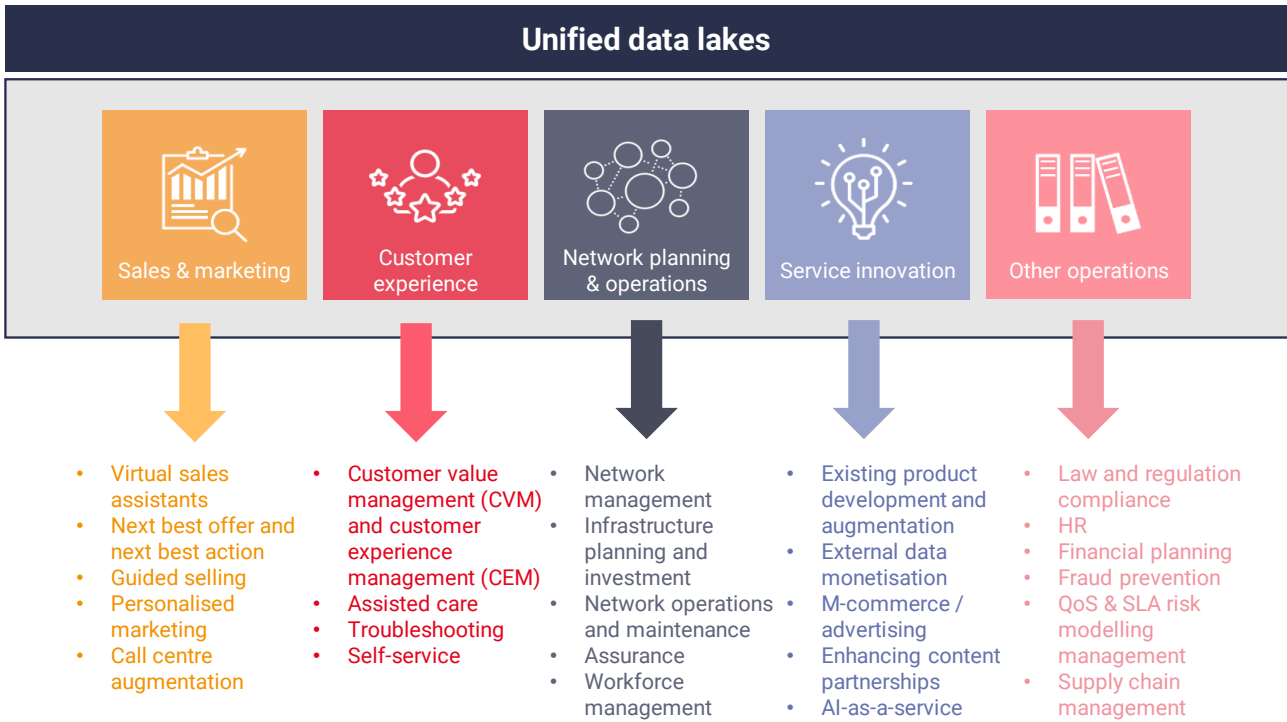 Unified data lakes
Sales & marketing
Customer
experience
Network planning
& operations
Service innovation
Other operations
• Virtual sales
assistants
• Next best offer and
next best action
• Guided selling
• Personalised
marketing
• Call centre
augmentation
• Customer value
management (CVM)
and customer
experience
management (CEM)
• Assisted care
• Troubleshooting
• Self-service
• Network
management
• Infrastructure
planning and
investment
• Network operations
and maintenance
• Assurance
• Workforce
management
• Existing product
development and
augmentation
• External data
monetisation
• M-commerce /
advertising
• Enhancing content
partnerships
• AI-as-a-service
• Law and regulation
compliance
• HR
• Financial planning
• Fraud prevention
• QoS & SLA risk
modelling
management
• Supply chain
management